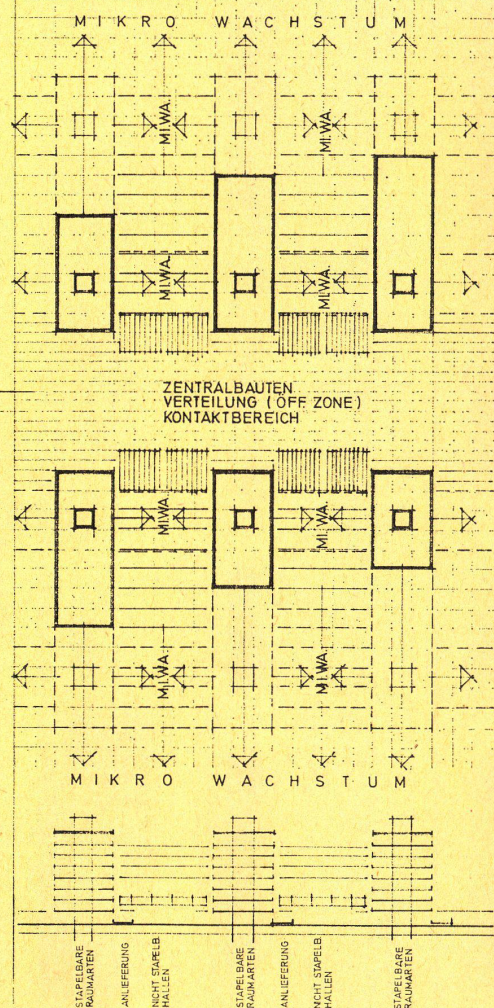 MIKRO WACHSTUM
MI.WA.
MI.WA.
MI.WA.
MI.WA.
ZENTRALBAUTEN
VERTEILUNG (ÖFF. ZONE)
KONTAKTBEREICH
MI.WA.
MI.WA.
MI.WA.
MI.WA.
MIKRO WACHSTUM
STAPELBARE
RAUMARTEN
ANLIEFERUNG
NICHT STAPELB.
HALLEN
STAPELBARE
RAUMARTEN
ANLIEFERUNG
NICHT STAPELB.
HALLEN
STAPELBARE
RAUMARTEN